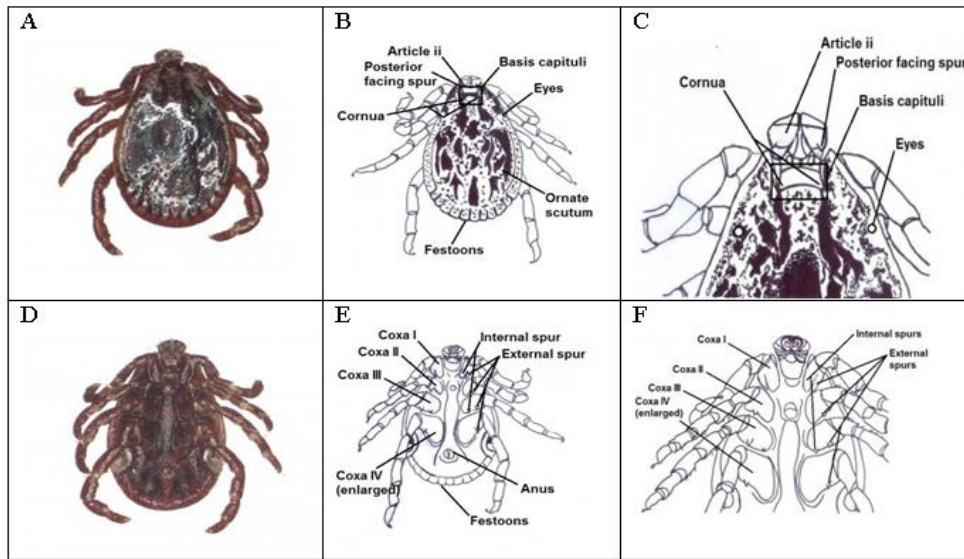 A
B
Article ii
Posterior
facing spur
Cornua
Basis capituli
Eyes
Ornate
scutum
Festoons
C
Article ii
Posterior facing spur
Cornua
Basis capituli
Eyes
D
E
Coxa I
Coxa II
Coxa III
Coxa IV
(enlarged)
Internal spur
External spur
Anus
Festoons
F
Coxa I
Coxa II
Coxa III
Coxa IV
(enlarged)
Internal spurs
External
spurs